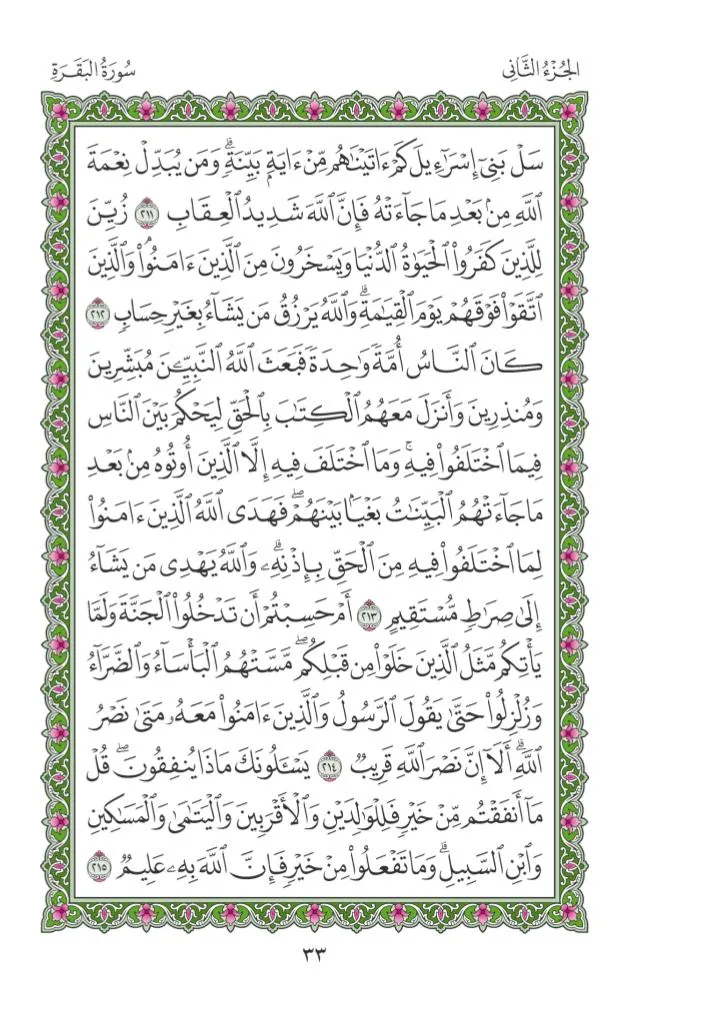 الجُزْءُ الثَّانِي
سُورَةُ البَقَرَةِ
سَلْ بَنِيٓ إِسْرَٰٓءِيلَ كَمْ ءَاتَيْنَٰهُم مِّنْ ءَايَةِۭ بَيِّنَةٖۗ وَمَن يُبَدِّلْ نِعْمَةَ
ٱللَّهِ مِنۢ بَعْدِ مَا جَآءَتْهُ فَإِنَّ ٱللَّهَ شَدِيدُ ٱلْعِقَابِ ٢١١ زُيِّنَ
لِلَّذِينَ كَفَرُوا۟ ٱلْحَيَوٰةُ ٱلدُّنْيَا وَيَسْخَرُونَ مِنَ ٱلَّذِينَ ءَامَنُوا۟ۘ وَٱلَّذِينَ
ٱتَّقَوْا۟ فَوْقَهُمْ يَوْمَ ٱلْقِيَٰمَةِۗ وَٱللَّهُ يَرْزُقُ مَن يَشَآءُ بِغَيْرِ حِسَابٖ ٢١٢
كَانَ ٱلنَّاسُ أُمَّةٗ وَٰحِدَةٗ فَبَعَثَ ٱللَّهُ ٱلنَّبِيِّـۧنَ مُبَشِّرِينَ
وَمُنذِرِينَ وَأَنزَلَ مَعَهُمُ ٱلْكِتَٰبَ بِٱلْحَقِّ لِيَحْكُمَ بَيْنَ ٱلنَّاسِ
فِيمَا ٱخْتَلَفُوا۟ فِيهِۚ وَمَا ٱخْتَلَفَ فِيهِ إِلَّا ٱلَّذِينَ أُوتُوهُ مِنۢ بَعْدِ
مَا جَآءَتْهُمُ ٱلْبَيِّنَٰتُ بَغْيَۢا بَيْنَهُمْۖ فَهَدَى ٱللَّهُ ٱلَّذِينَ ءَامَنُوا۟
لِمَا ٱخْتَلَفُوا۟ فِيهِ مِنَ ٱلْحَقِّ بِإِذْنِهِۦۗ وَٱللَّهُ يَهْدِي مَن يَشَآءُ
إِلَىٰ صِرَٰطٖ مُّسْتَقِيمٍ ٢١٣ أَمْ حَسِبْتُمْ أَن تَدْخُلُوا۟ ٱلْجَنَّةَ وَلَمَّا
يَأْتِكُم مَّثَلُ ٱلَّذِينَ خَلَوْا۟ مِن قَبْلِكُمۖ مَّسَّتْهُمُ ٱلْبَأْسَآءُ وَٱلضَّرَّآءُ
وَزُلْزِلُوا۟ حَتَّىٰ يَقُولَ ٱلرَّسُولُ وَٱلَّذِينَ ءَامَنُوا۟ مَعَهُۥ مَتَىٰ نَصْرُ
ٱللَّهِۗ أَلَآ إِنَّ نَصْرَ ٱللَّهِ قَرِيبٞ ٢١٤ يَسْـَٔلُونَكَ مَاذَا يُنفِقُونَۖ قُلْ
مَآ أَنفَقْتُم مِّنْ خَيْرٖ فَلِلْوَٰلِدَيْنِ وَٱلْأَقْرَبِينَ وَٱلْيَتَٰمَىٰ وَٱلْمَسَٰكِينِ
وَٱبْنِ ٱلسَّبِيلِۗ وَمَا تَفْعَلُوا۟ مِنْ خَيْرٖ فَإِنَّ ٱللَّهَ بِهِۦ عَلِيمٞ ٢١٥
٣٣